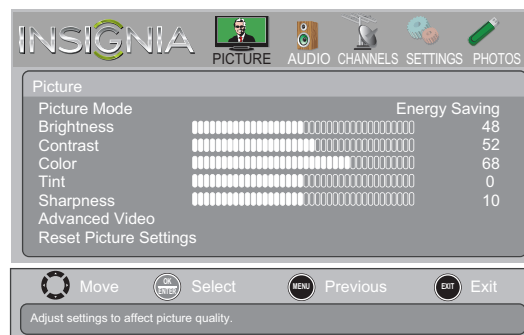 INSIGNIA
PICTURE AUDIO CHANNELS SETTINGS PHOTOS
Picture
Picture Mode Energy Saving
Brightness 48
Contrast 52
Color 68
Tint 0
Sharpness 10
Advanced Video
Reset Picture Settings
Move OK ENTER Select MENU Previous EXIT Exit
Adjust settings to affect picture quality.